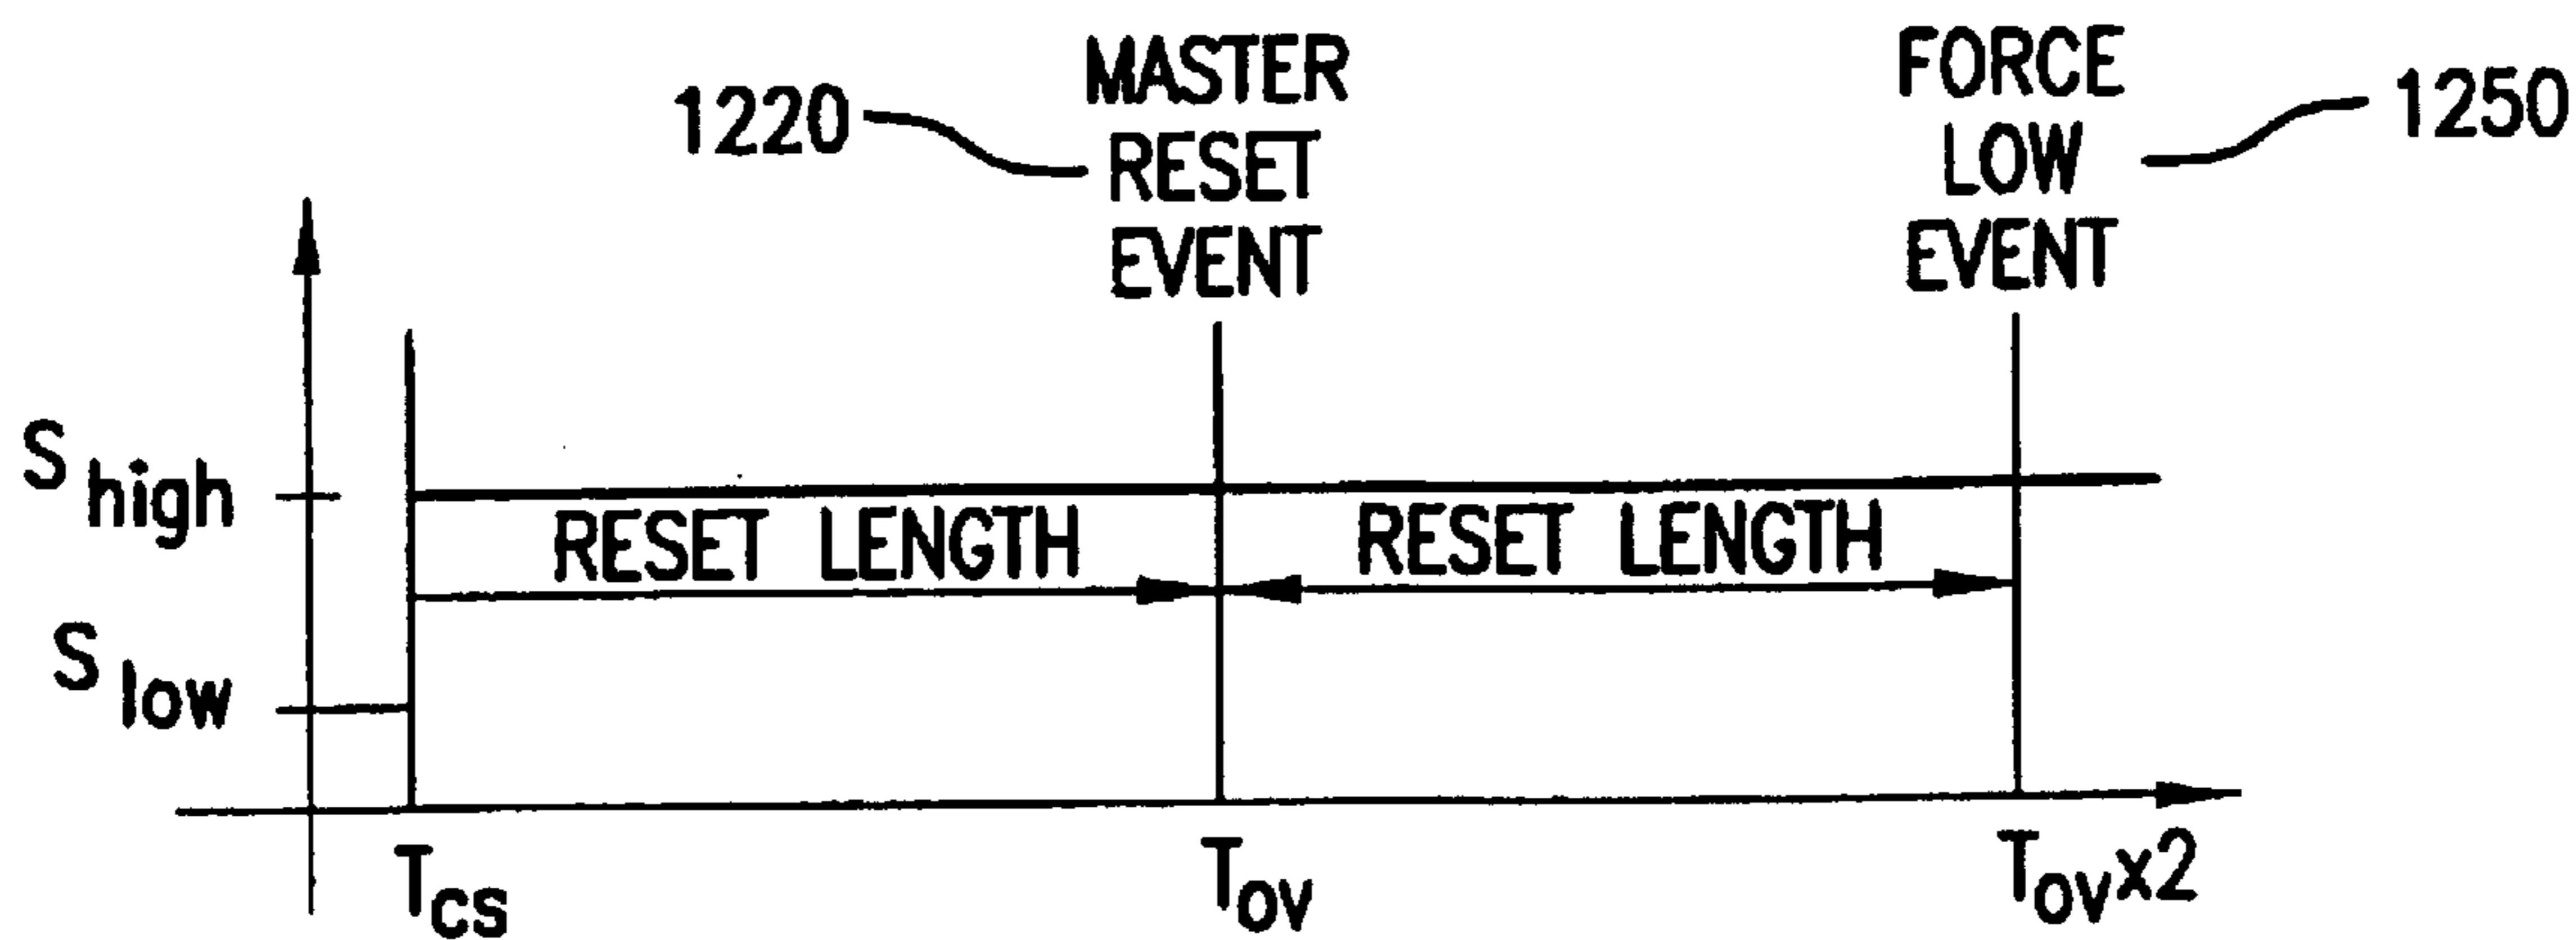 1220
MASTER
RESET
EVENT
FORCE
LOW
EVENT
1250
S high
RESET LENGTH
RESET LENGTH
S low
Tcs
Tov
Tovx2